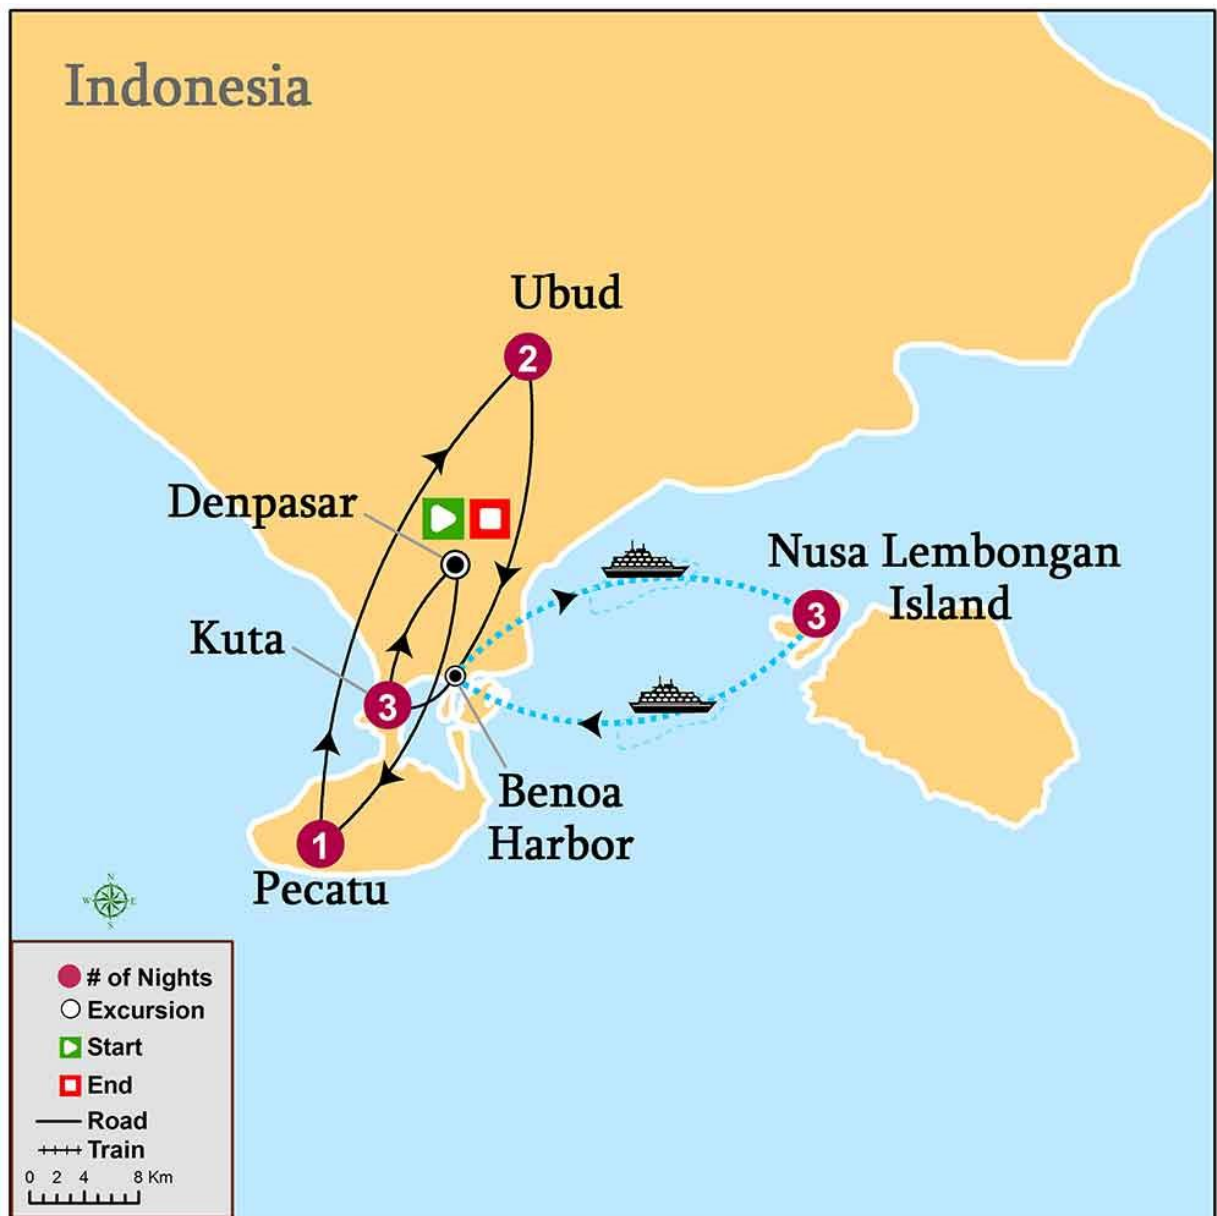 Indonesia
Ubud
2
Denpasar
Nusa Lembongan
Island
3
Kuta
3
Benoa
Harbor
1
Pecatu
N
W E
S
# of Nights
Excursion
Start
End
Road
Train
0 2 4 8 Km